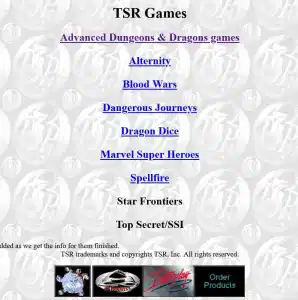 TSR Games
Advanced Dungeons & Dragons games
Alternity
Blood Wars
Dangerous Journeys
Dragon Dice
Marvel Super Heroes
Spellfire
Star Frontiers
Top Secret/SSI
dded as we get the info for them finished.
TSR trademarks and copyrights TSR, Inc. All rights reserved.
Order
Products